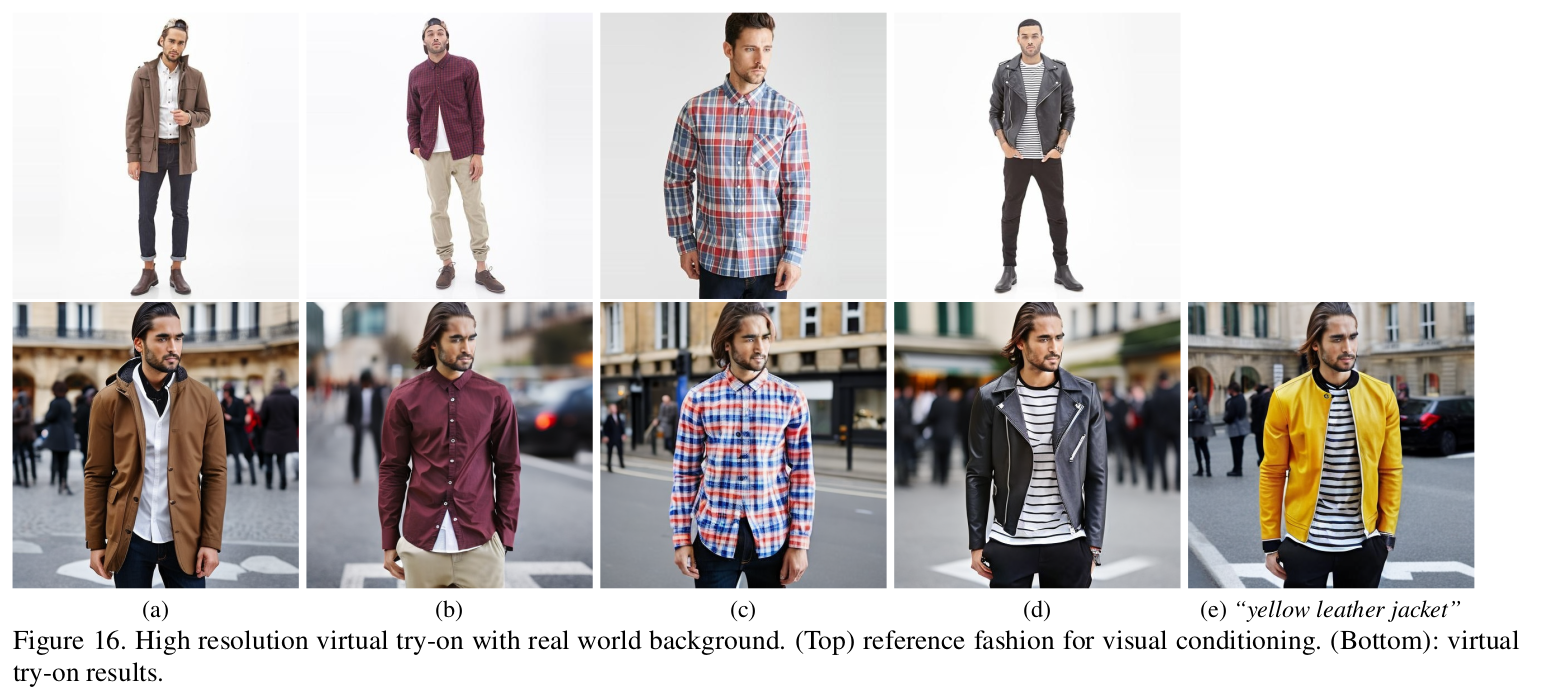 (a)
(b)
(c)
(d)
(e) “yellow leather jacket”
Figure 16. High resolution virtual try-on with real world background. (Top) reference fashion for visual conditioning. (Bottom): virtual
try-on results.